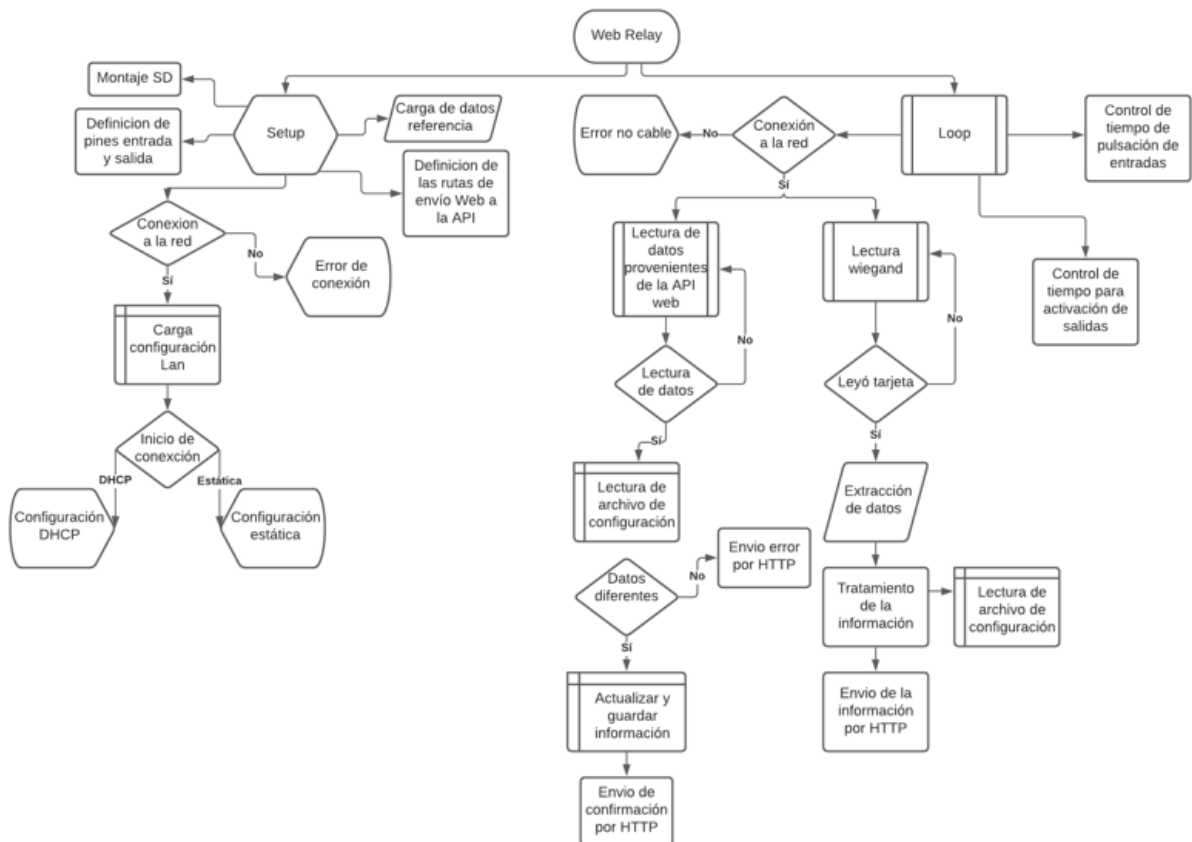 Web Relay
Montaje SD
Definicion de
pines entrada
y salida
Setup
Carga de datos
referencia
Definicion de
las rutas de
envío Web a
la API
Conexion
a la red
No
Error de
conexión
Sí
Carga
configuración
Lan
Inicio de
conexción
DHCP
Estática
Configuración
DHCP
Configuración
estática
Error no cable
No
Conexión
a la red
Loop
Control de
tiempo de
pulsación de
entradas
Sí
Lectura de
datos
provenientes
de la API
web
Lectura
wiegand
Control de
tiempo para
activación de
salidas
No
No
Lectura
de datos
Leyó tarjeta
Sí
Sí
Lectura de
archivo de
configuración
Extracción
de datos
Datos
diferentes
No
Envio error
por HTTP
Tratamiento
de la
información
Lectura de
archivo de
configuración
Sí
Actualizar y
guardar
información
Envio de la
información
por HTTP
Envio de
confirmación
por HTTP